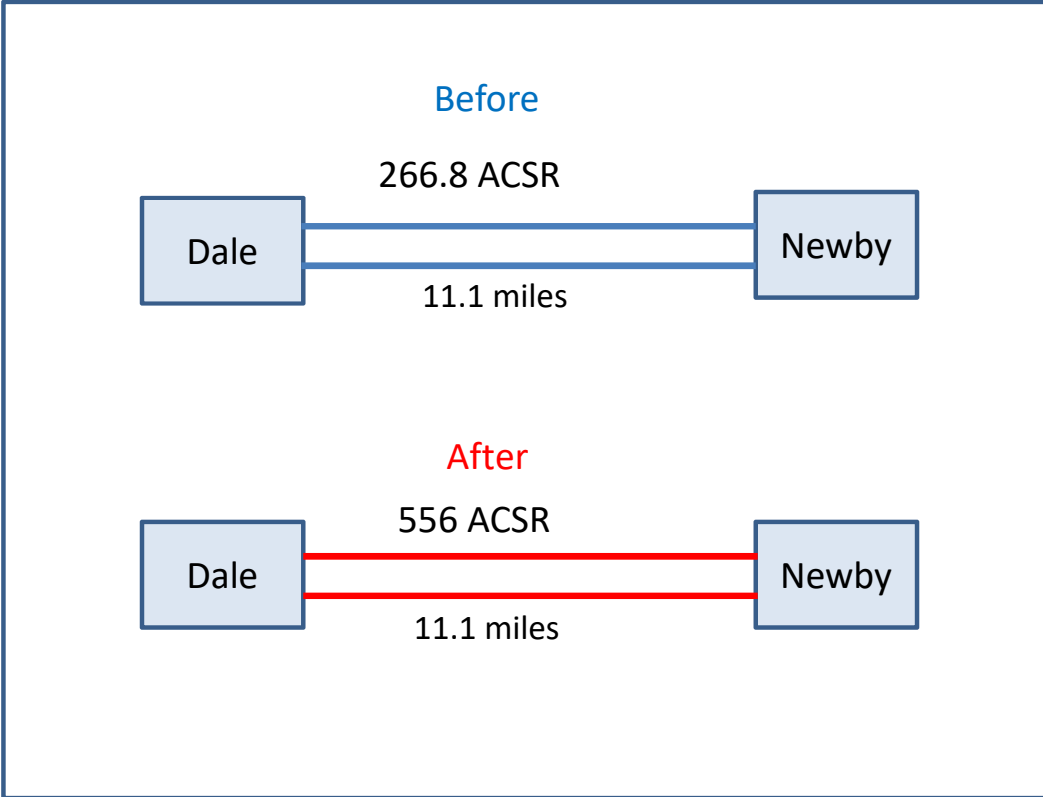 Before
266.8 ACSR
Dale
Newby
11.1 miles
After
556 ACSR
Dale
Newby
11.1 miles